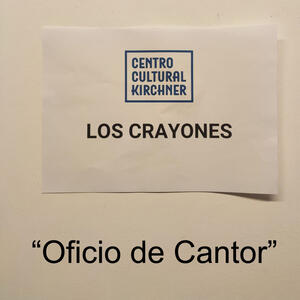 CENTRO
CULTURAL
KIRCHNER
LOS CRAYONES
“Oficio de Cantor”